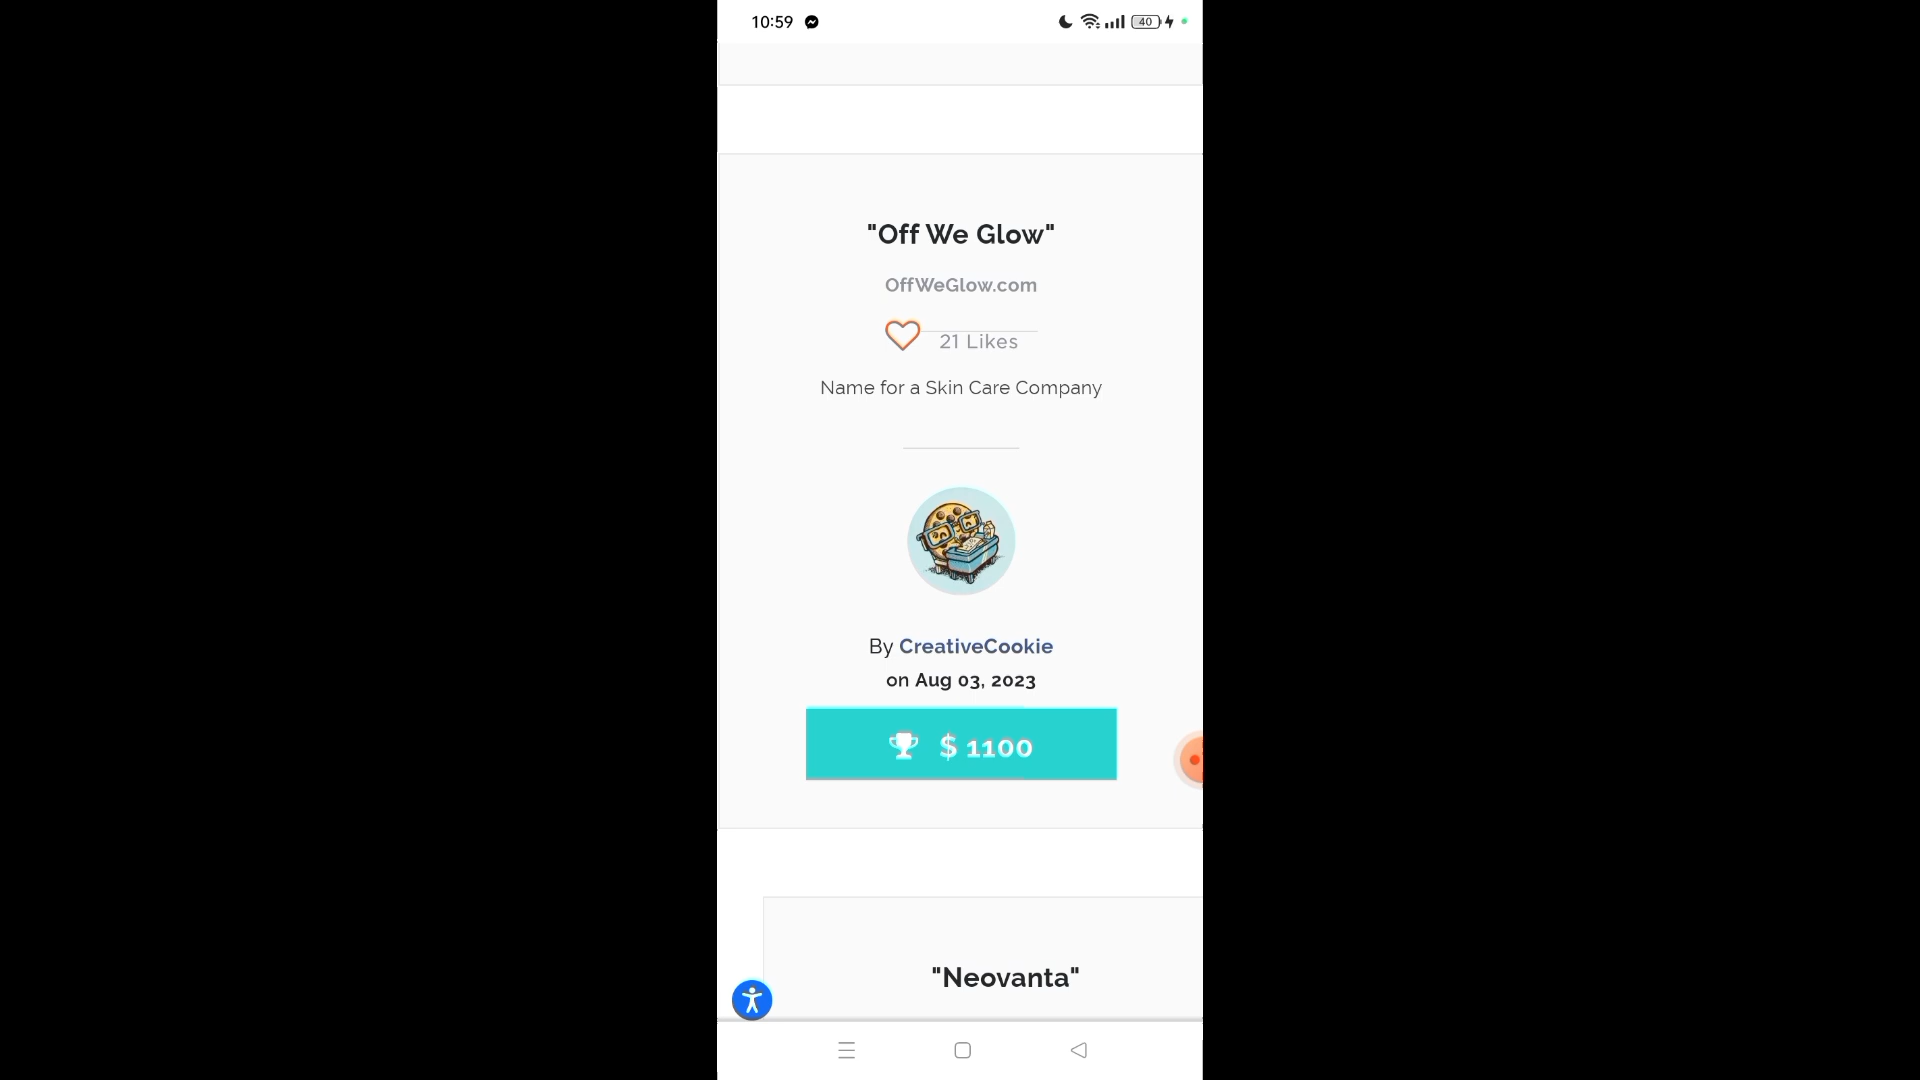 10:59
40
"Off We Glow"
OffWeGlow.com
21 Likes
Name for a Skin Care Company
By CreativeCookie
on Aug 03, 2023
$ 1100
"Neovanta"